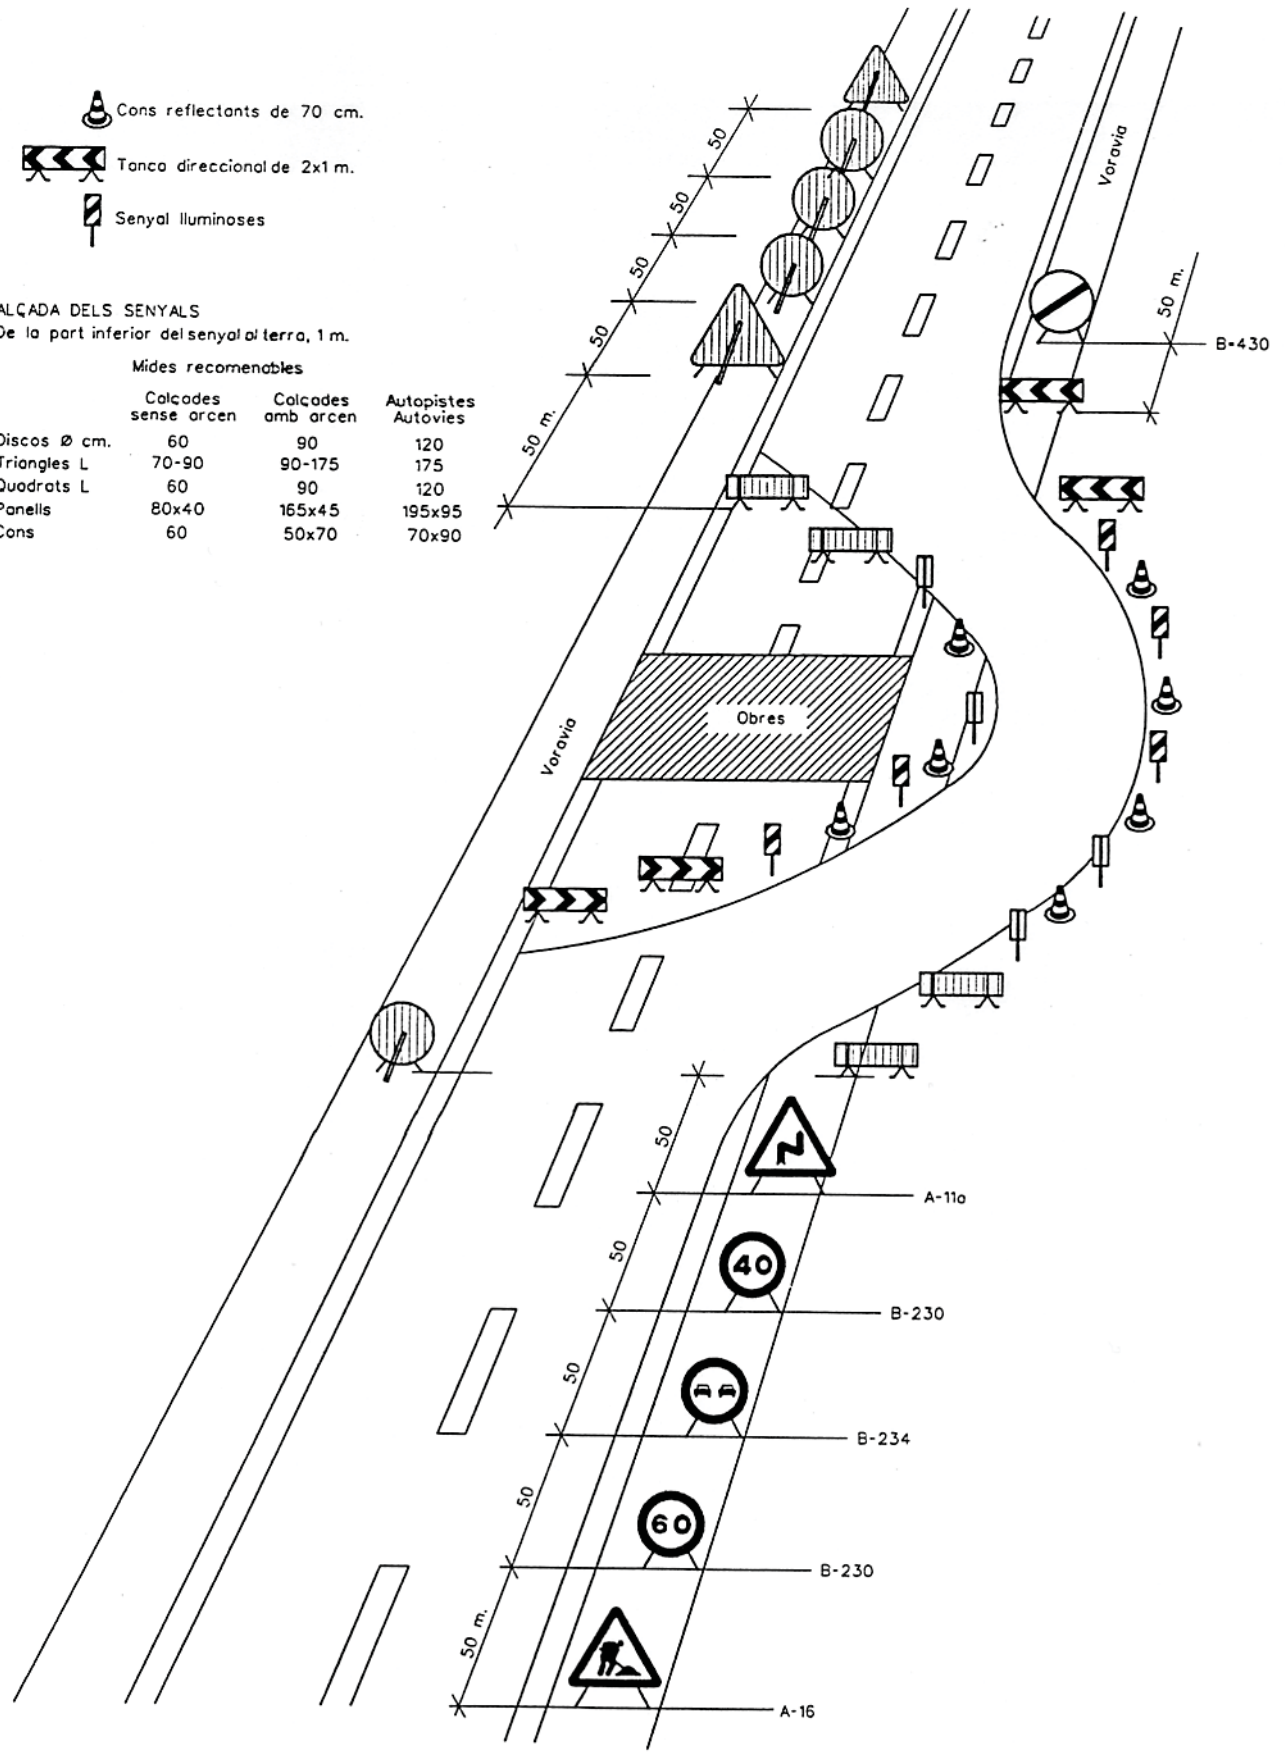 Cons reflectants de 70 cm.
Tanca direccional de 2x1 m.
Senyal lluminoses
ALÇADA DELS SENYALS
De la part inferior del senyal al terra, 1 m.
Mides recomenables
Calçades sense arcen
Calçades amb arcen
Autopistes Autovies
Discos Ø cm. 60 90 120
Triangles L 70-90 90-175 175
Quadrats L 60 90 120
Panells 80x40 165x45 195x95
Cons 60 50x70 70x90
50
50
50
50
50 m.
Voravia
50 m.
B-430
Obres
Voravia
50
A-11a
40
50
B-230
50
B-234
60
50
B-230
50 m.
A-16